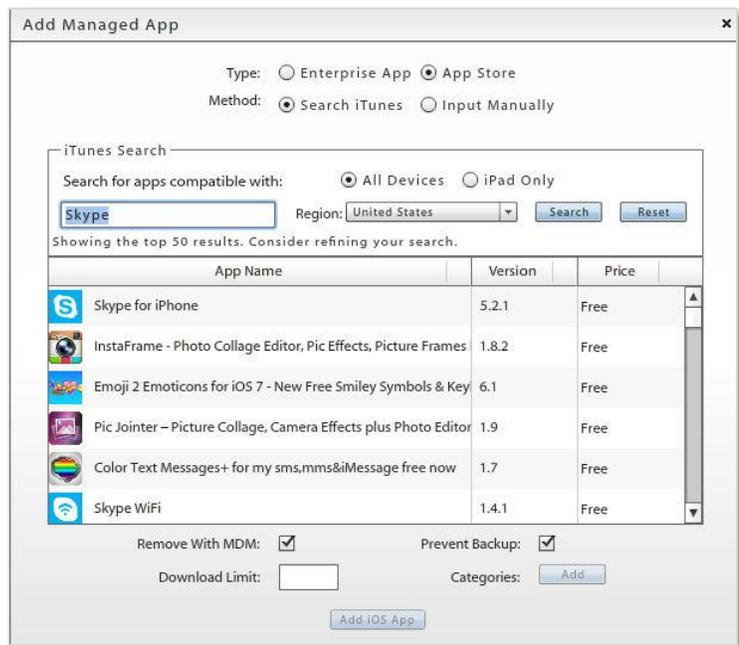 Add Managed App x
Type: Enterprise App App Store
Method: Search iTunes Input Manually
iTunes Search
Search for apps compatible with: All Devices iPad Only
Skype Region: United States Search Reset
Showing the top 50 results. Consider refining your search.
App Name Version Price
Skype for iPhone 5.2.1 Free
InstaFrame - Photo Collage Editor, Pic Effects, Picture Frames 1.8.2 Free
Emoji 2 Emoticons for iOS 7 - New Free Smiley Symbols & Key 6.1 Free
Pic Jointer – Picture Collage, Camera Effects plus Photo Editor 1.9 Free
Color Text Messages+ for my sms,mms&iMessage free now 1.7 Free
Skype WiFi 1.4.1 Free
Remove With MDM: Prevent Backup:
Download Limit: Categories: Add
Add iOS App